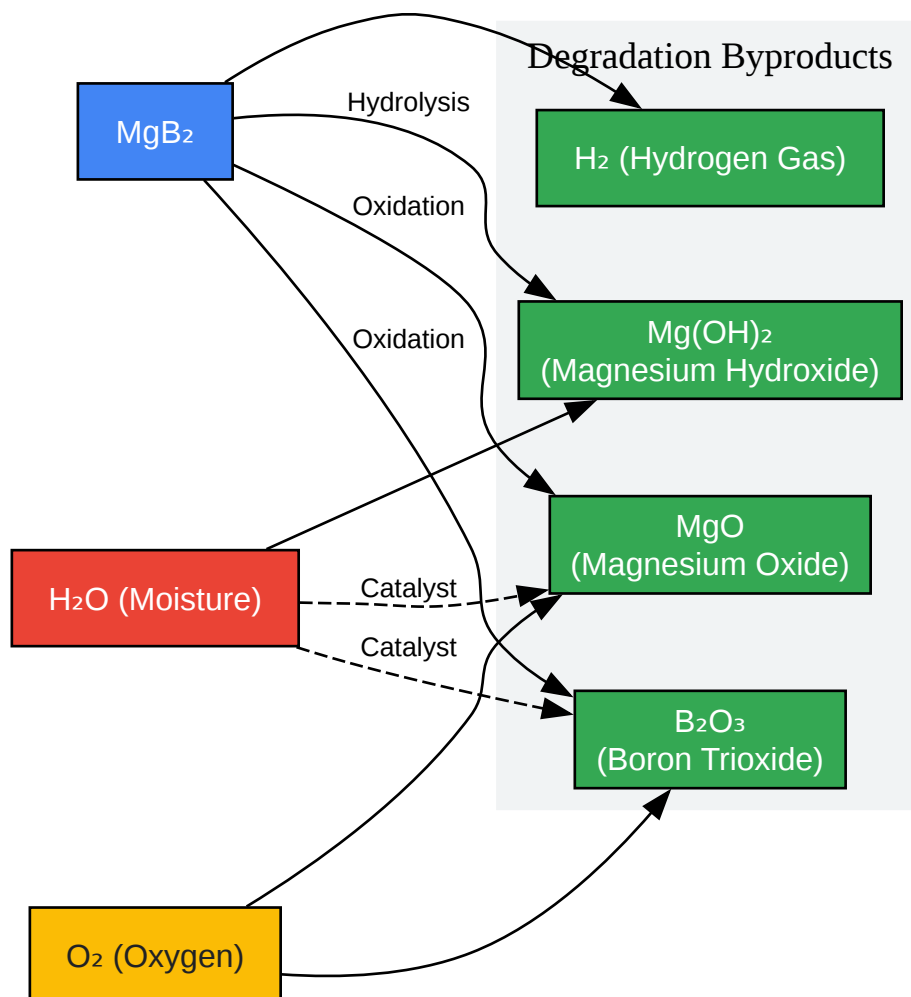 Degradation Byproducts
MgB₂
Hydrolysis
H₂ (Hydrogen Gas)
Oxidation
Oxidation
Mg(OH)₂
(Magnesium Hydroxide)
MgO
(Magnesium Oxide)
H₂O (Moisture)
Catalyst
Catalyst
B₂O₃
(Boron Trioxide)
O₂ (Oxygen)